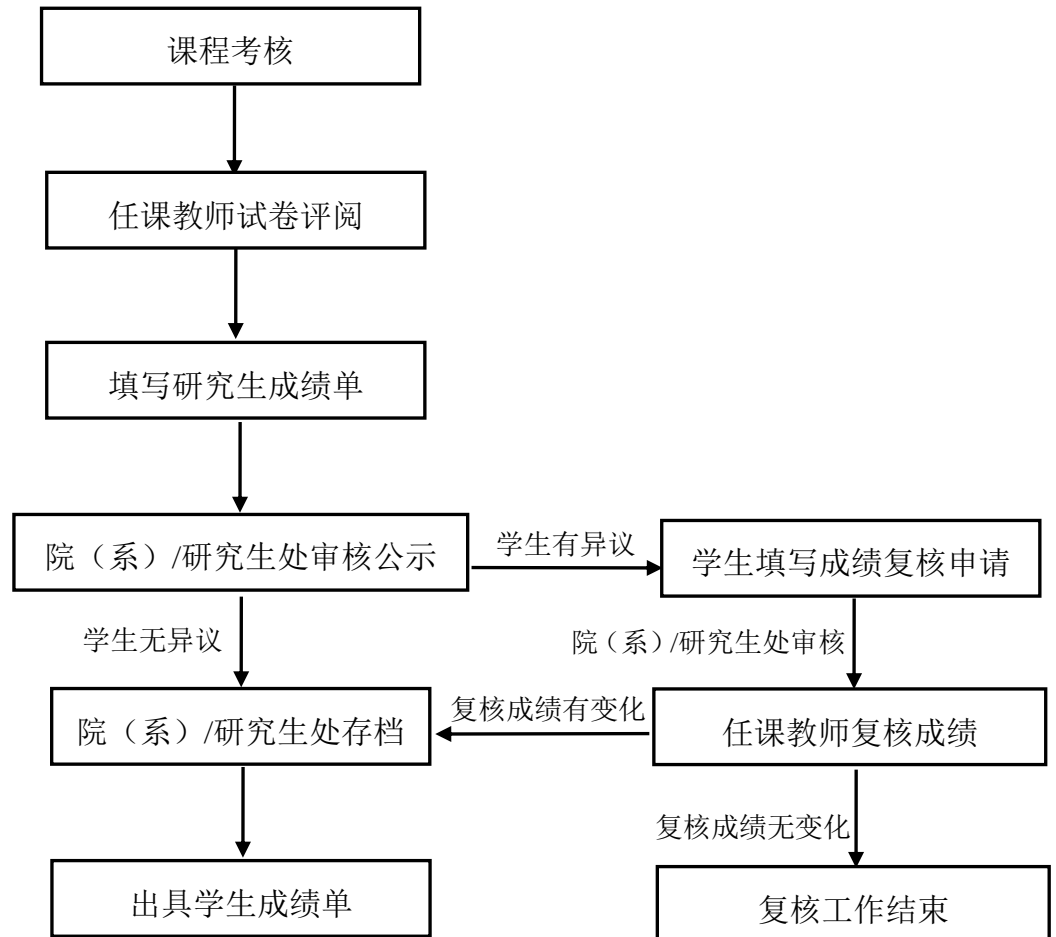 课程考核
任课教师试卷评阅
填写研究生成绩单
院（系）/研究生处审核公示
学生有异议
学生填写成绩复核申请
学生无异议
院（系）/研究生处审核
院（系）/研究生处存档
复核成绩有变化
任课教师复核成绩
复核成绩无变化
出具学生成绩单
复核工作结束